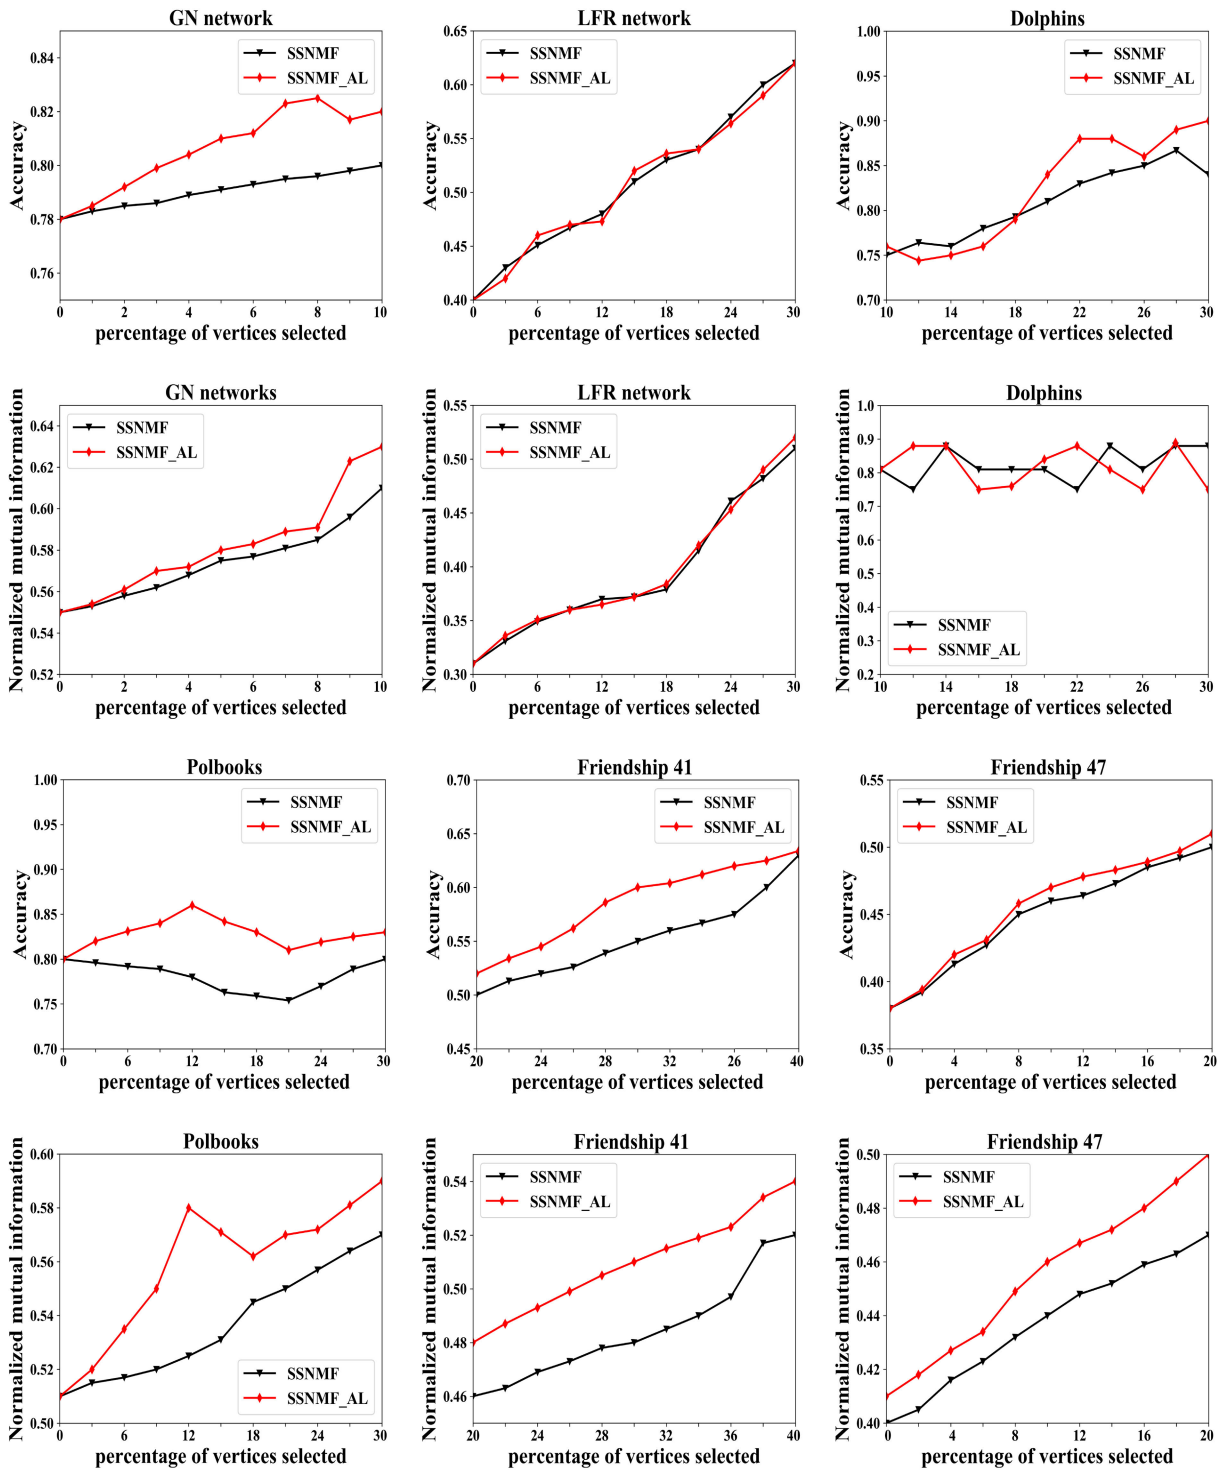 GN network
Accuracy
0.84
0.82
0.80
0.78
0.76
SSNMF
SSNMF_AL
0 2 4 6 8 10
percentage of vertices selected
LFR network
Accuracy
0.65
0.60
0.55
0.50
0.45
0.40
SSNMF
SSNMF_AL
0 6 12 18 24 30
percentage of vertices selected
Dolphins
Accuracy
1.00
0.95
0.90
0.85
0.80
0.75
0.70
SSNMF
SSNMF_AL
10 14 18 22 26 30
percentage of vertices selected
GN networks
Normalized mutual information
0.64
0.62
0.60
0.58
0.56
0.54
0.52
SSNMF
SSNMF_AL
0 2 4 6 8 10
percentage of vertices selected
LFR network
Normalized mutual information
0.55
0.50
0.45
0.40
0.35
0.30
SSNMF
SSNMF_AL
0 6 12 18 24 30
percentage of vertices selected
Dolphins
Normalized mutual information
1.0
0.9
0.8
0.7
0.6
0.5
0.4
0.3
0.2
SSNMF
SSNMF_AL
10 14 18 22 26 30
percentage of vertices selected
Polbooks
Accuracy
1.00
0.95
0.90
0.85
0.80
0.75
0.70
SSNMF
SSNMF_AL
0 6 12 18 24 30
percentage of vertices selected
Friendship 41
Accuracy
0.70
0.65
0.60
0.55
0.50
0.45
SSNMF
SSNMF_AL
20 24 30 32 26 40
percentage of vertices selected
Friendship 47
Accuracy
0.55
0.50
0.45
0.40
0.35
SSNMF
SSNMF_AL
0 4 8 12 16 20
percentage of vertices selected
Polbooks
Normalized mutual information
0.60
0.58
0.56
0.54
0.52
0.50
SSNMF
SSNMF_AL
0 6 12 18 24 30
percentage of vertices selected
Friendship 41
Normalized mutual information
0.54
0.52
0.50
0.48
0.46
SSNMF
SSNMF_AL
20 24 28 32 36 40
percentage of vertices selected
Friendship 47
Normalized mutual information
0.50
0.48
0.46
0.44
0.42
0.40
SSNMF
SSNMF_AL
0 4 8 12 16 20
percentage of vertices selected